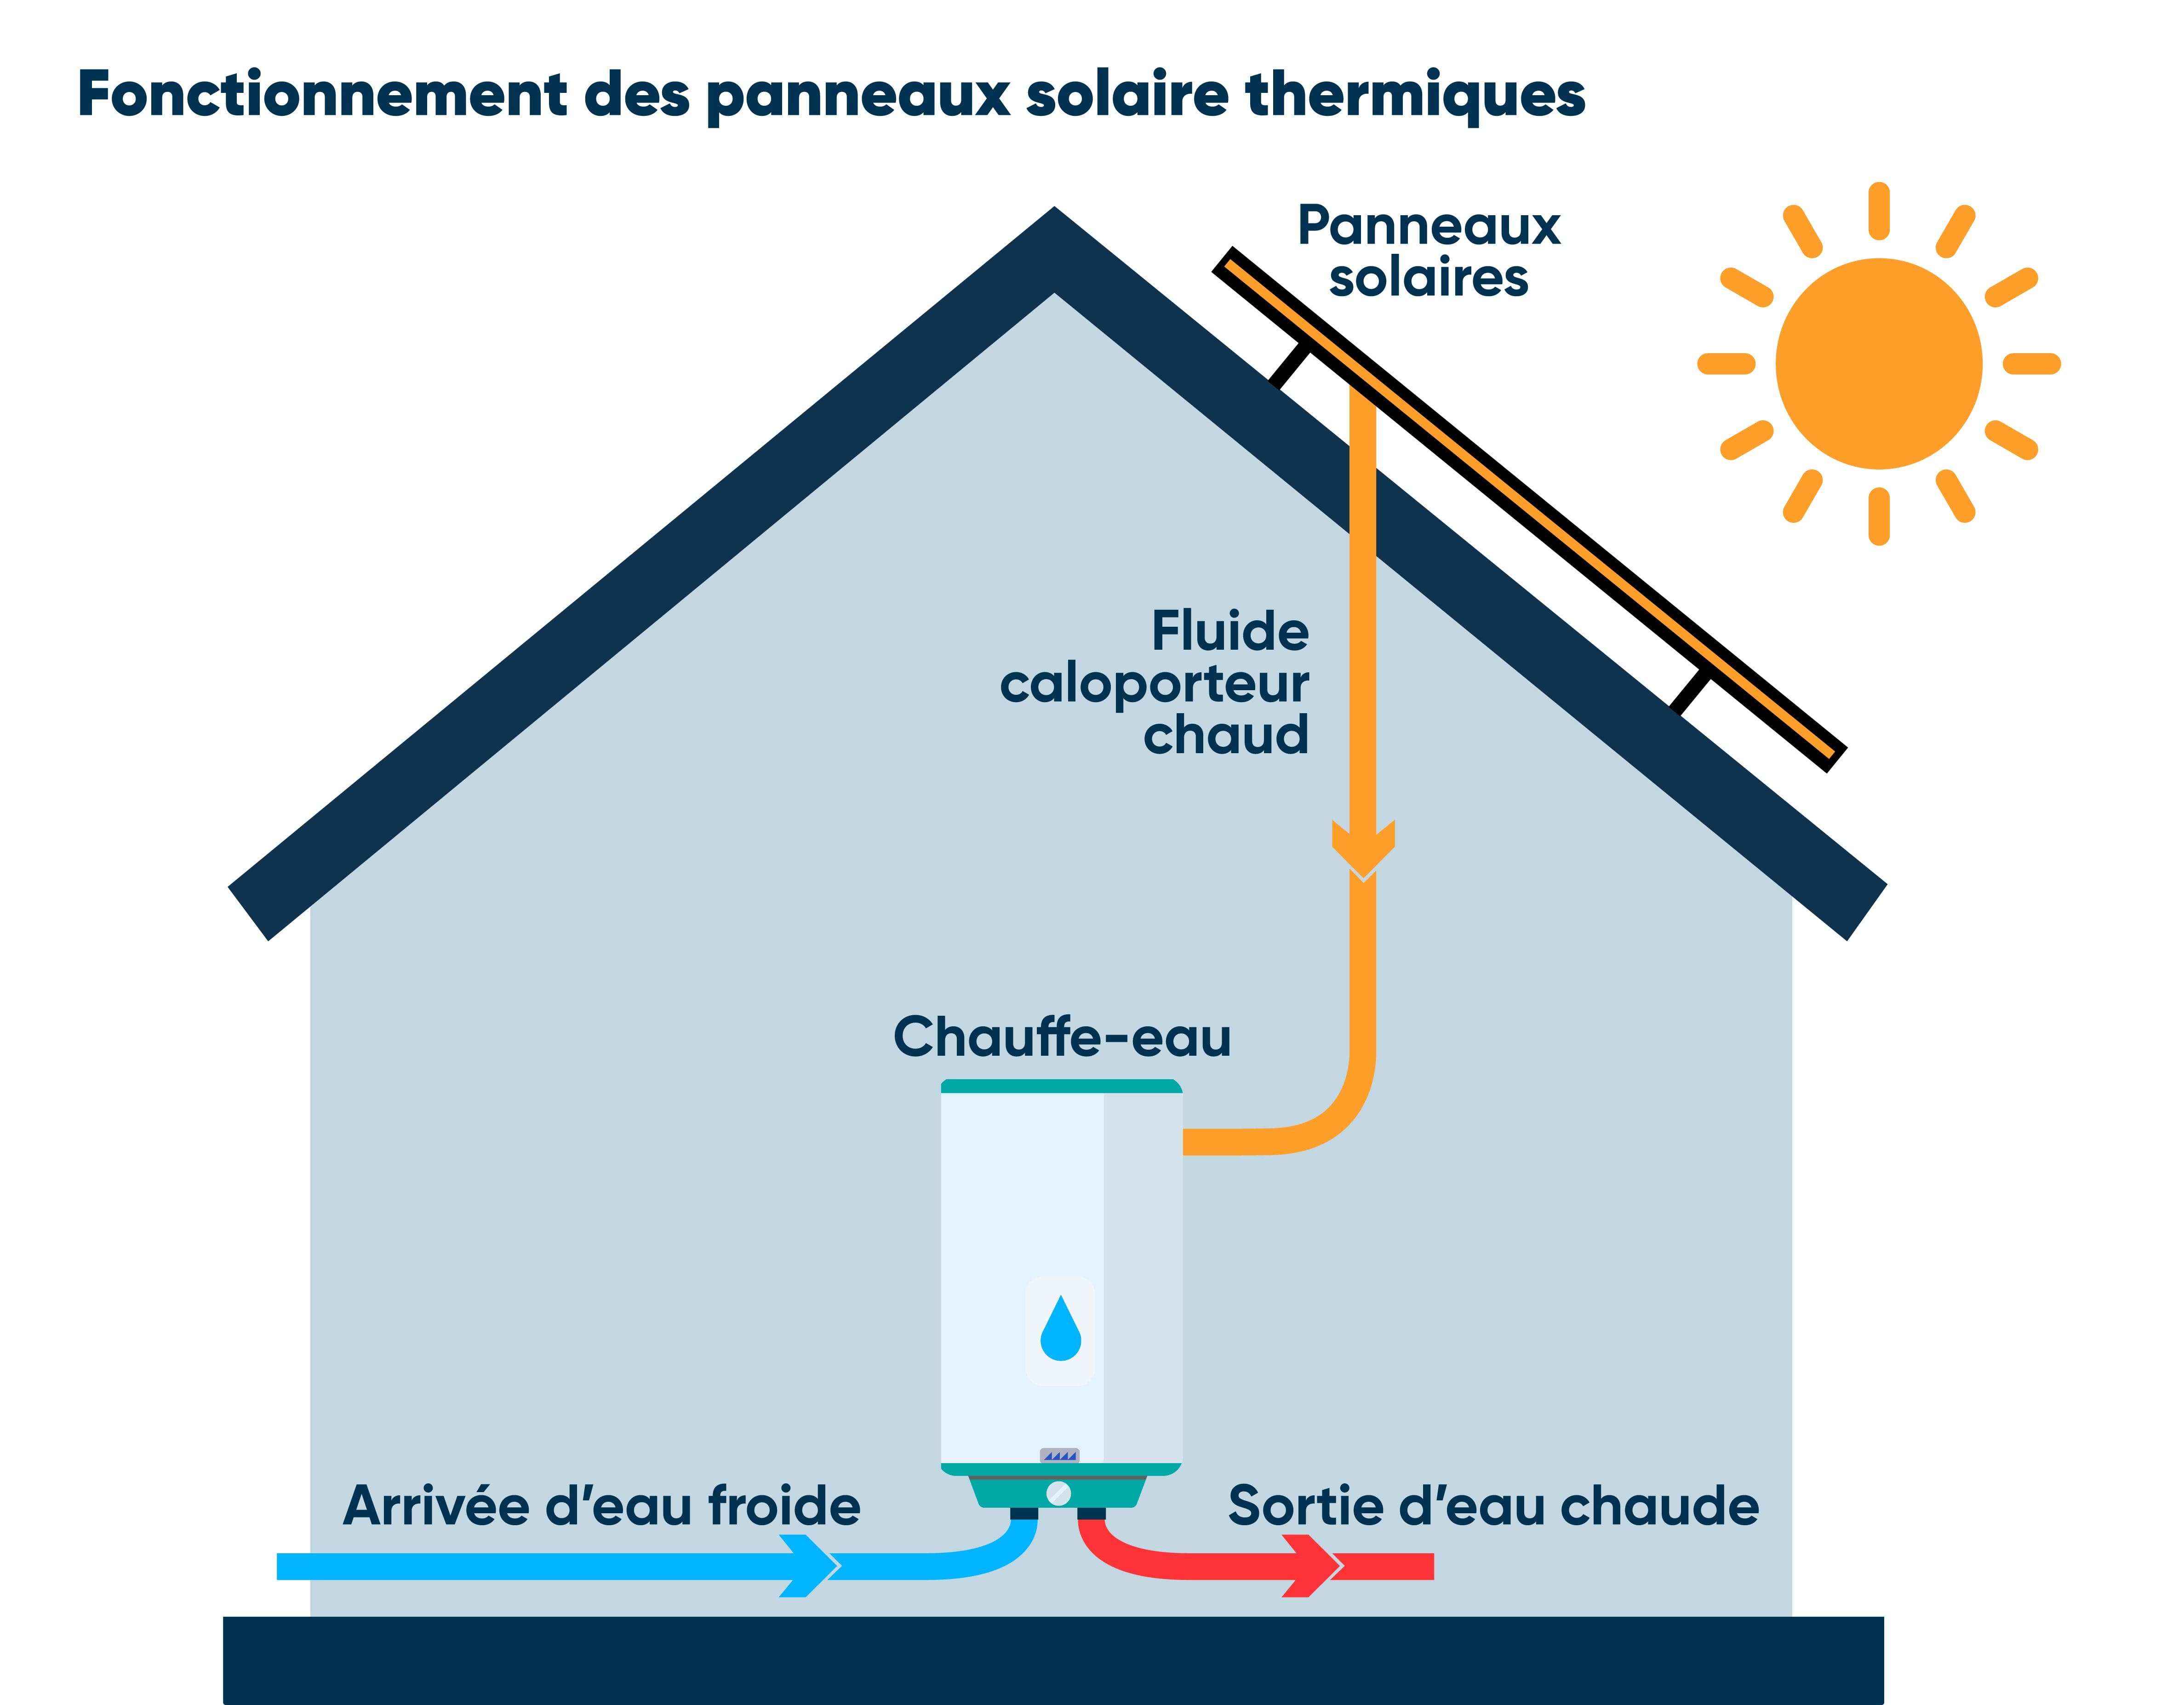 Fonctionnement des panneaux solaire thermiques
Panneaux
solaires
Fluide
caloporteur
chaud
Chauffe-eau
Arrivée d'eau froide
Sortie d'eau chaude